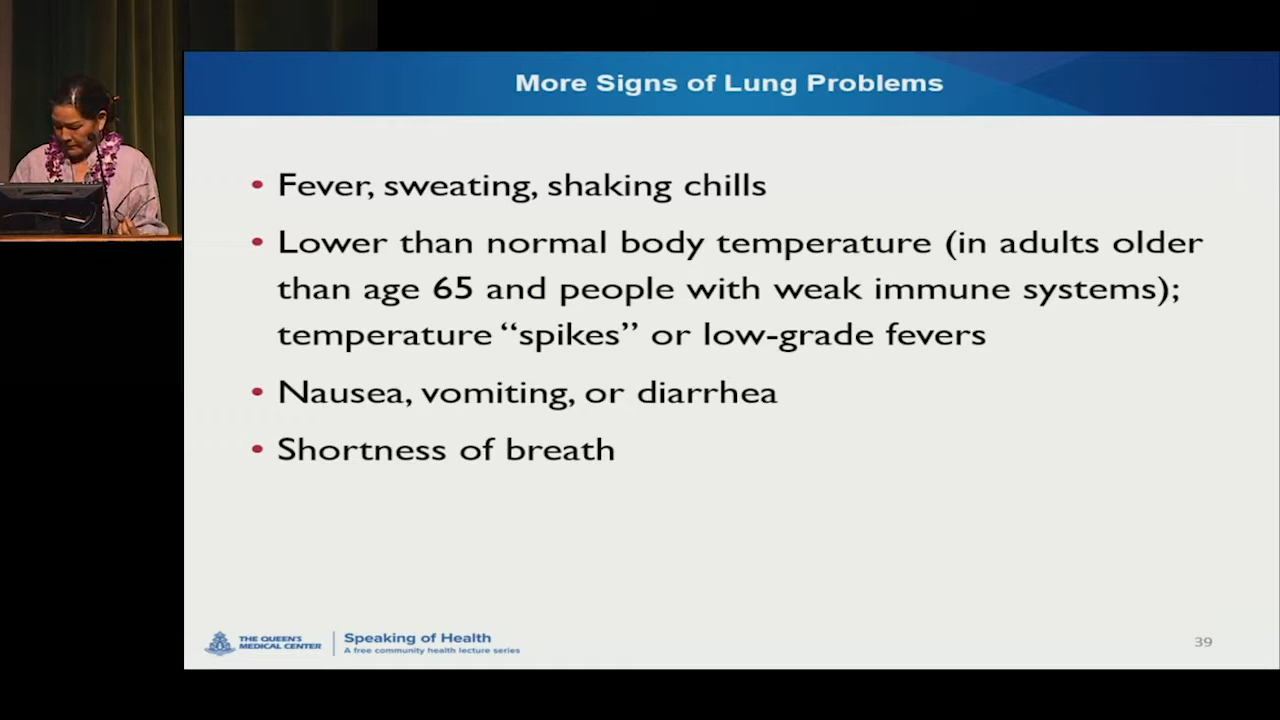 More Signs of Lung Problems
• Fever, sweating, shaking chills
• Lower than normal body temperature (in adults older
than age 65 and people with weak immune systems);
temperature “spikes” or low-grade fevers
• Nausea, vomiting, or diarrhea
• Shortness of breath
THE QUEEN'S
MEDICAL CENTER
Speaking of Health
A free community health lecture series
39